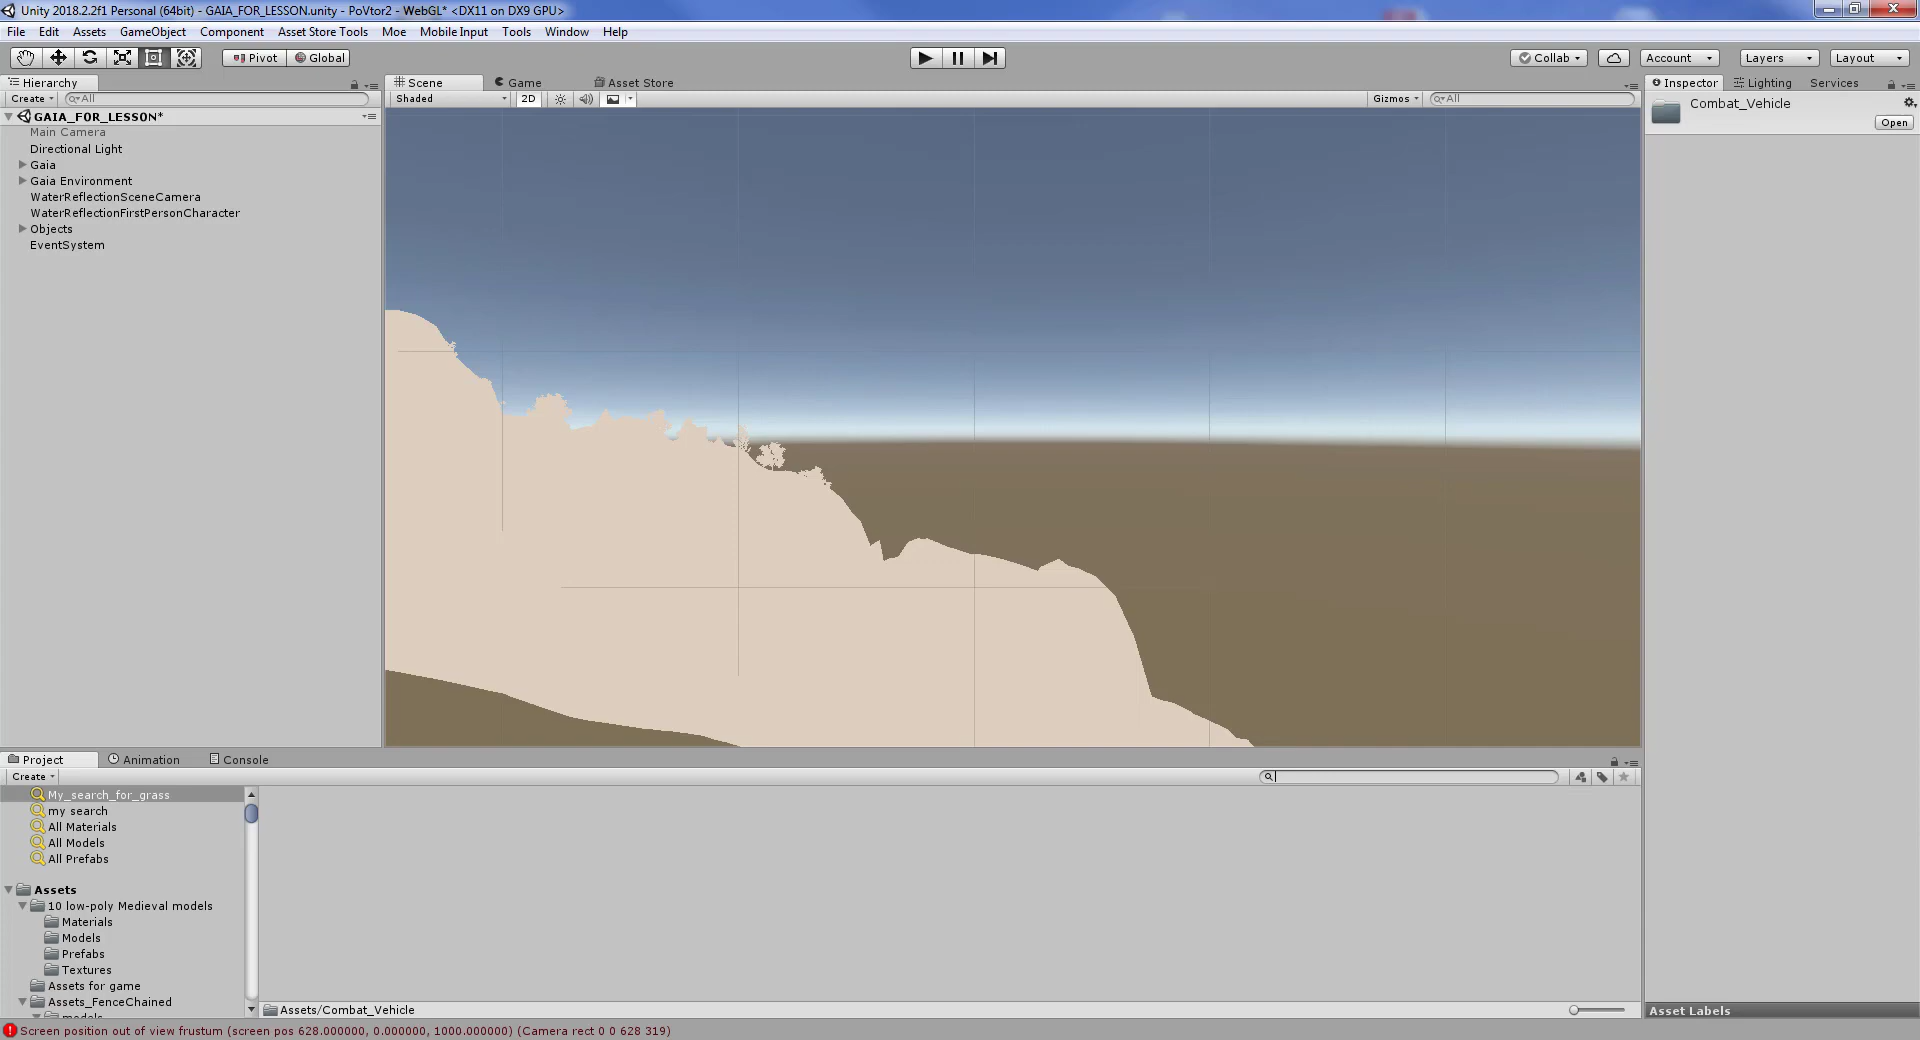 Unity 2018.2.2f1 Personal (64bit) - GAIA_FOR_LESSON.unity - PoVtor2 - WebGL* <DX11 on DX9 GPU>
File Edit Assets GameObject Component Asset Store Tools Moe Mobile Input Tools Window Help
Pivot Global Collab Account Layers Layout
Hierarchy Scene Game Asset Store Inspector Lighting Services
Create All Shaded 2D Gizmos All
Combat_Vehicle
Open
GAIA_FOR_LESSON*
Main Camera
Directional Light
Gaia
Gaia Environment
WaterReflectionSceneCamera
WaterReflectionFirstPersonCharacter
Objects
EventSystem
Project Animation Console
Create
My_search_for_grass
my search
All Materials
All Models
All Prefabs
Assets
10 low-poly Medieval models
Materials
Models
Prefabs
Textures
Assets for game
Assets_FenceChained
models
Assets/Combat_Vehicle
Asset Labels
Screen position out of view frustum (screen pos 628.000000, 0.000000, 1000.000000) (Camera rect 0 0 628 319)